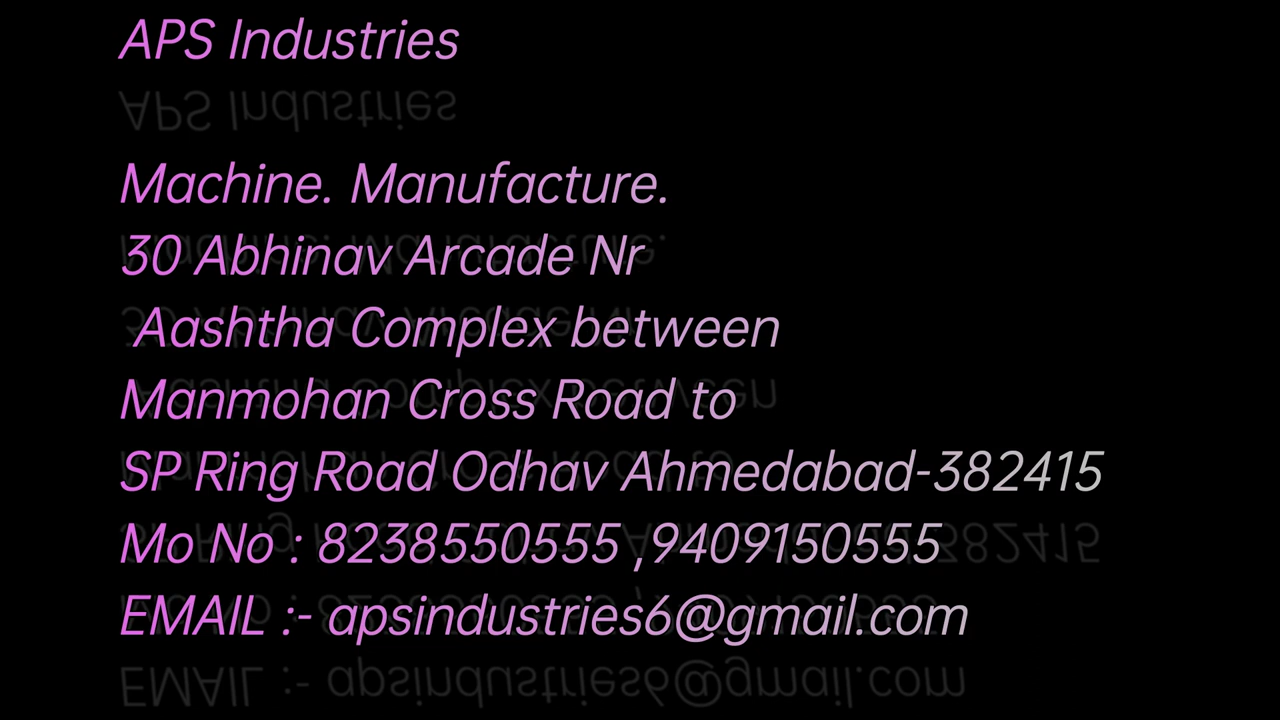 APS Industries
Machine. Manufacture.
30 Abhinav Arcade Nr
Aashtha Complex between
Manmohan Cross Road to
SP Ring Road Odhav Ahmedabad-382415
Mo No : 8238550555 ,9409150555
EMAIL :- apsindustries6@gmail.com